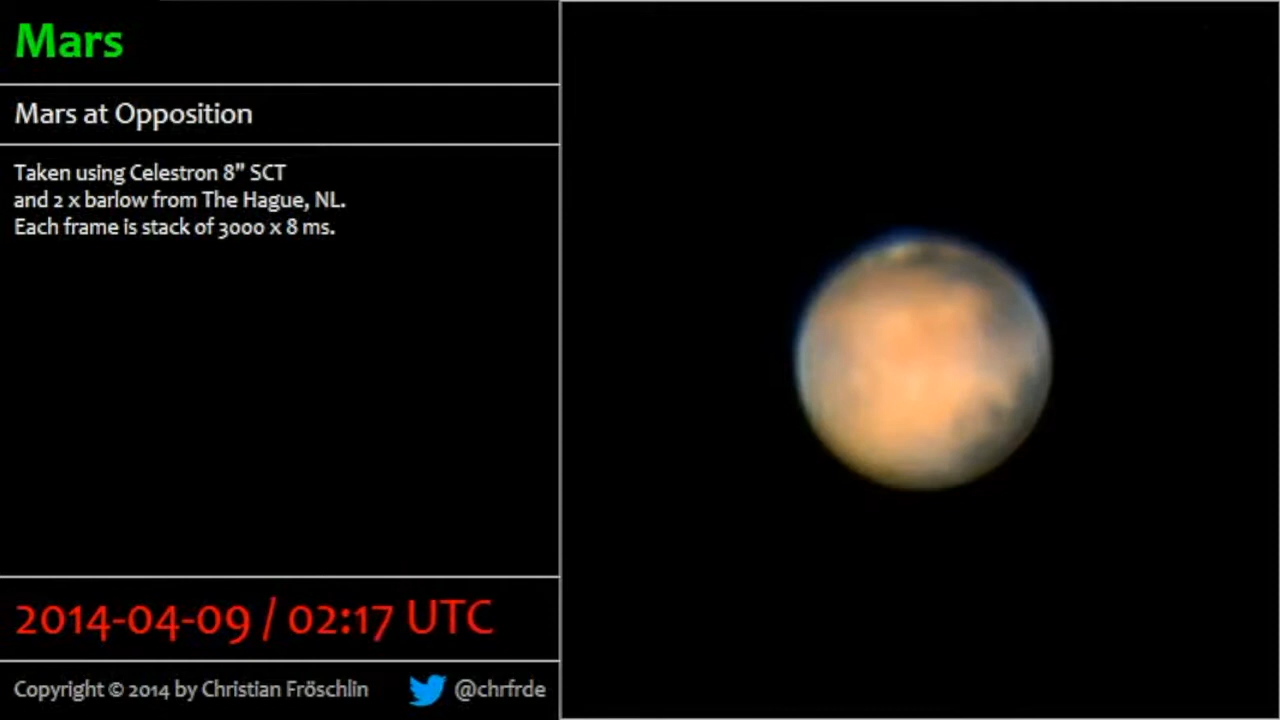 Mars
Mars at Opposition
Taken using Celestron 8" SCT
and 2 x barlow from The Hague, NL.
Each frame is stack of 3000 x 8 ms.
2014-04-09 / 02:17 UTC
Copyright © 2014 by Christian Fröschlin @chrfrde